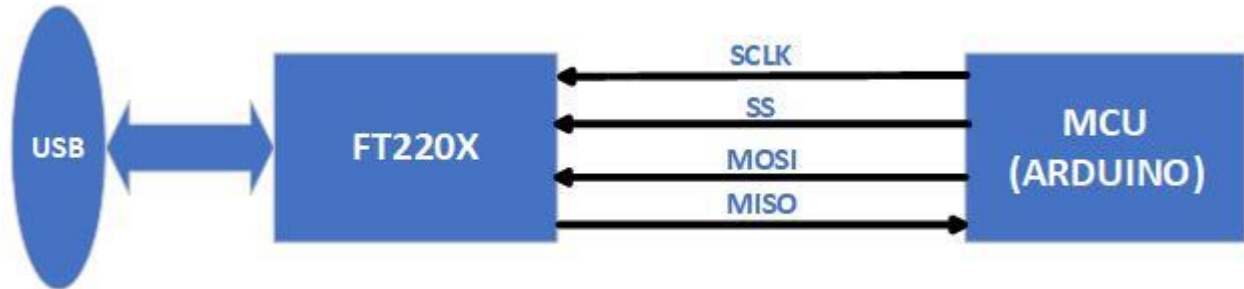 USB
FT220X
SCLK
SS
MOSI
MISO
MCU
(ARDUINO)